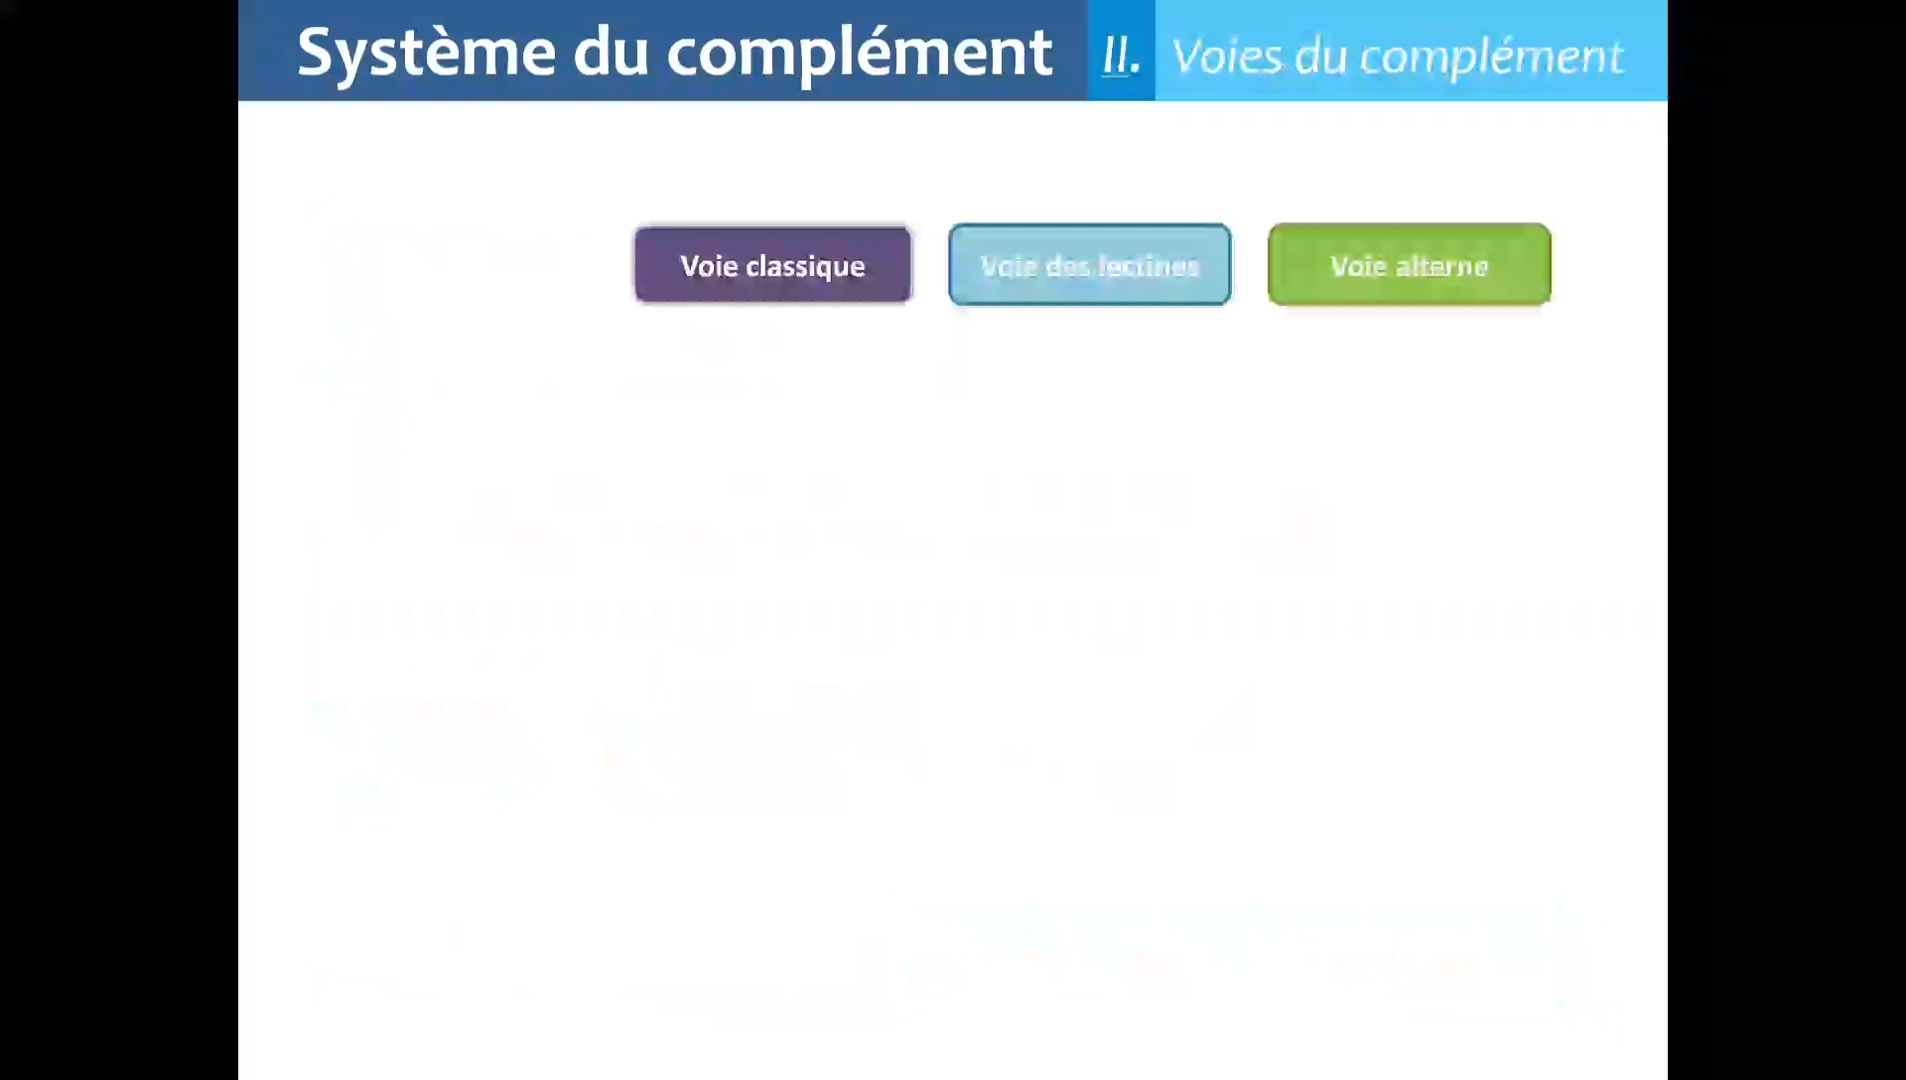 Système du complément II. Voies du complément
Voie classique Voie des lectines Voie alterne